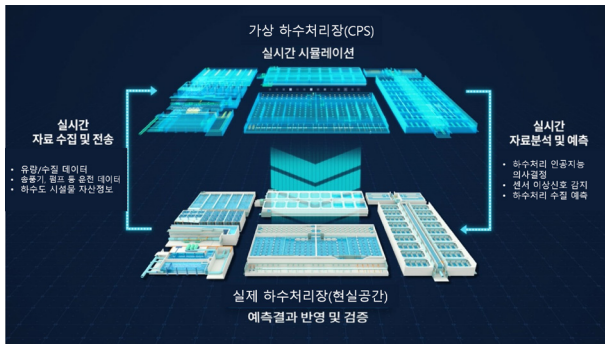 가상 하수처리장(CPS)
실시간 시뮬레이션
실시간
자료 수집 및 전송
• 유량/수질 데이터
• 송풍기, 펌프 등 운전 데이터
• 하수도 시설물 자산정보
실시간
자료분석 및 예측
• 하수처리 인공지능
의사결정
• 센서 이상신호 감지
• 하수처리 수질 예측
실제 하수처리장(현실공간)
예측결과 반영 및 검증